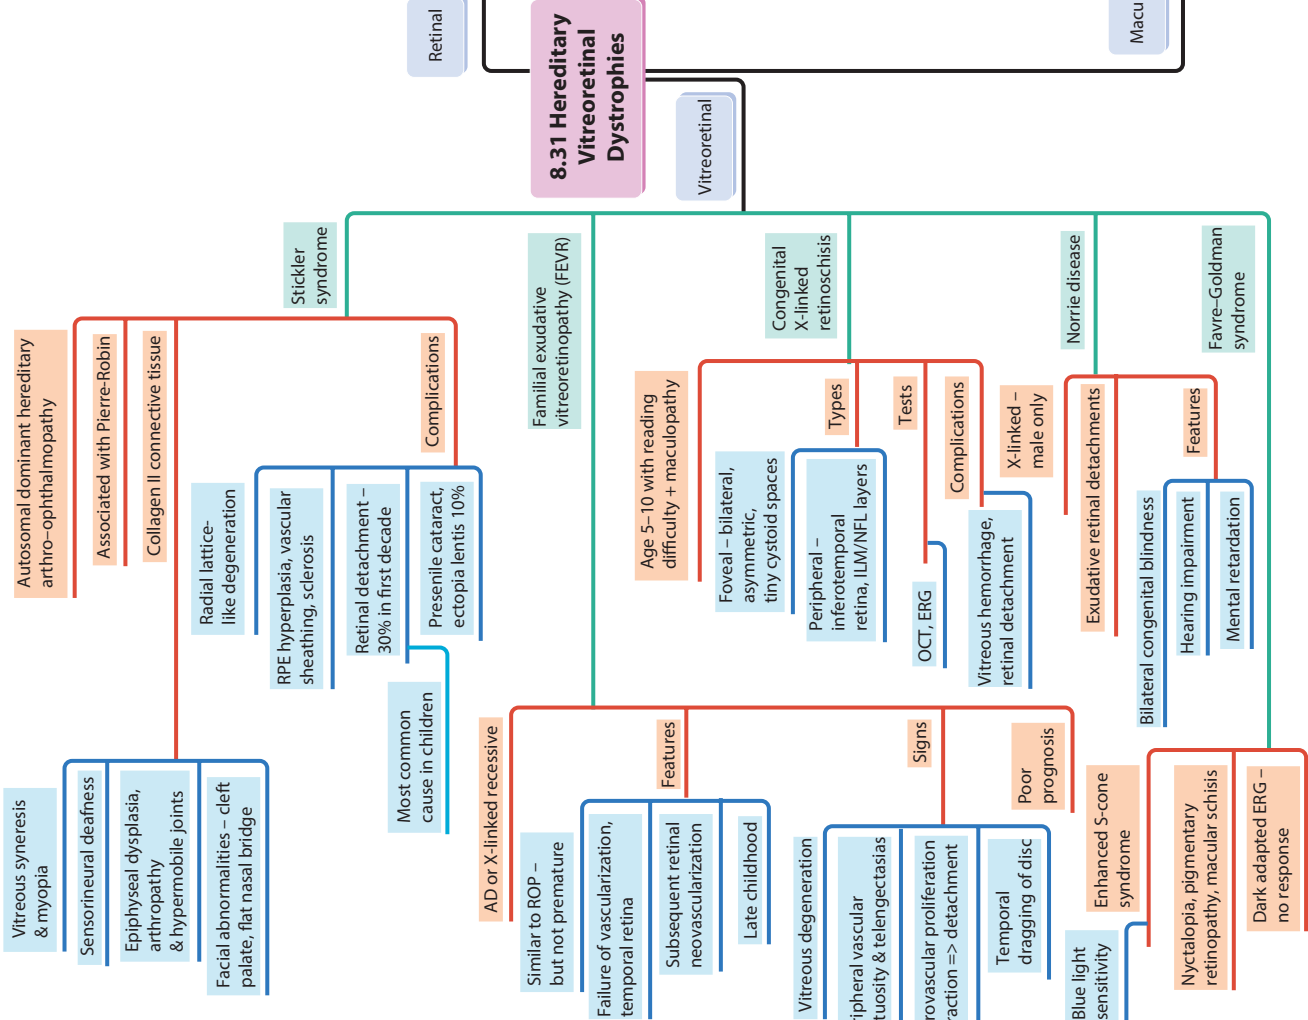 Retinal
8.31 Hereditary
Vitreoretinal
Dystrophies
Vitreoretinal
Stickler
syndrome
Autosomal dominant hereditary
arthro–ophthalmopathy
Associated with Pierre-Robin
Collagen II connective tissue
Vitreous syneresis
& myopia
Sensorineural deafness
Epiphyseal dysplasia,
arthropathy
& hypermobile joints
Facial abnormalities – cleft
palate, flat nasal bridge
Complications
Radial lattice-
like degeneration
RPE hyperplasia, vascular
sheathing, sclerosis
Retinal detachment –
30% in first decade
Most common
cause in children
Presenile cataract,
ectopia lentis 10%
Familial exudative
vitreoretinopathy (FEVR)
AD or X-linked recessive
Features
Similar to ROP –
but not premature
Failure of vascularization,
temporal retina
Subsequent retinal
neovascularization
Late childhood
Signs
Vitreous degeneration
vascular
& telengectasias
proliferation
=> detachment
Temporal
dragging of disc
Poor
prognosis
Congenital
X-linked
retinoschisis
Age 5–10 with reading
difficulty + maculopathy
Types
Foveal – bilateral,
asymmetric,
tiny cystoid spaces
Peripheral –
inferotemporal
retina, ILM/NFL layers
Tests
OCT, ERG
Complications
Vitreous hemorrhage,
retinal detachment
Norrie disease
X-linked –
male only
Exudative retinal detachments
Features
Bilateral congenital blindness
Hearing impairment
Mental retardation
Favre–Goldman
syndrome
Enhanced S-cone
syndrome
Blue light
sensitivity
Nyctalopia, pigmentary
retinopathy, macular schisis
Dark adapted ERG –
no response